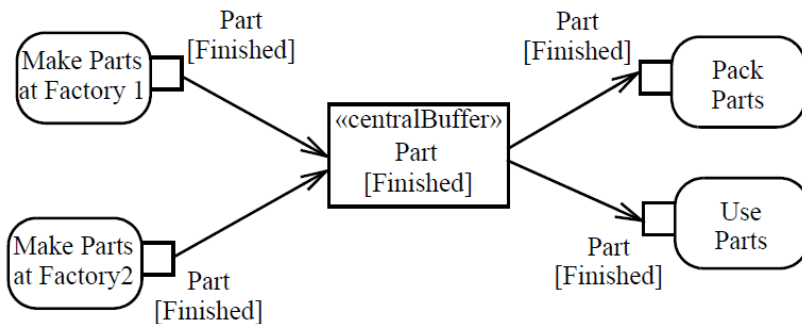 Make Parts
at Factory 1
Part
[Finished]
Make Parts
at Factory2
Part
[Finished]
«centralBuffer»
Part
[Finished]
Part
[Finished]
Pack
Parts
Part
[Finished]
Use
Parts